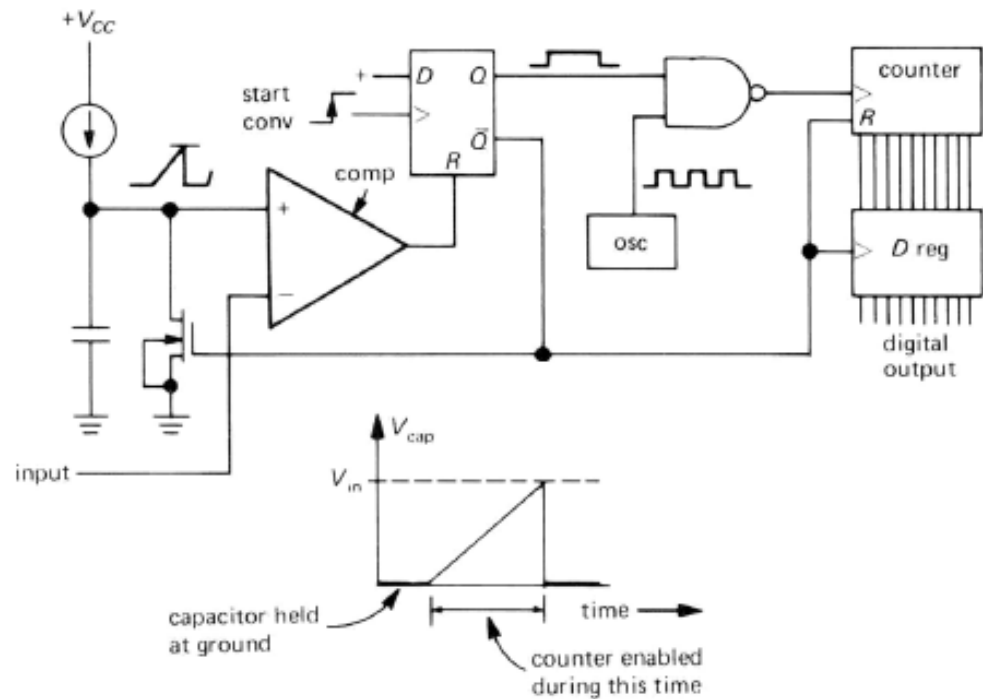 +V_CC
start
conv
+
D
Q
Q̅
R
comp
+
−
osc
counter
R
D reg
digital
output
input
V_cap
V_in
time
capacitor held
at ground
counter enabled
during this time